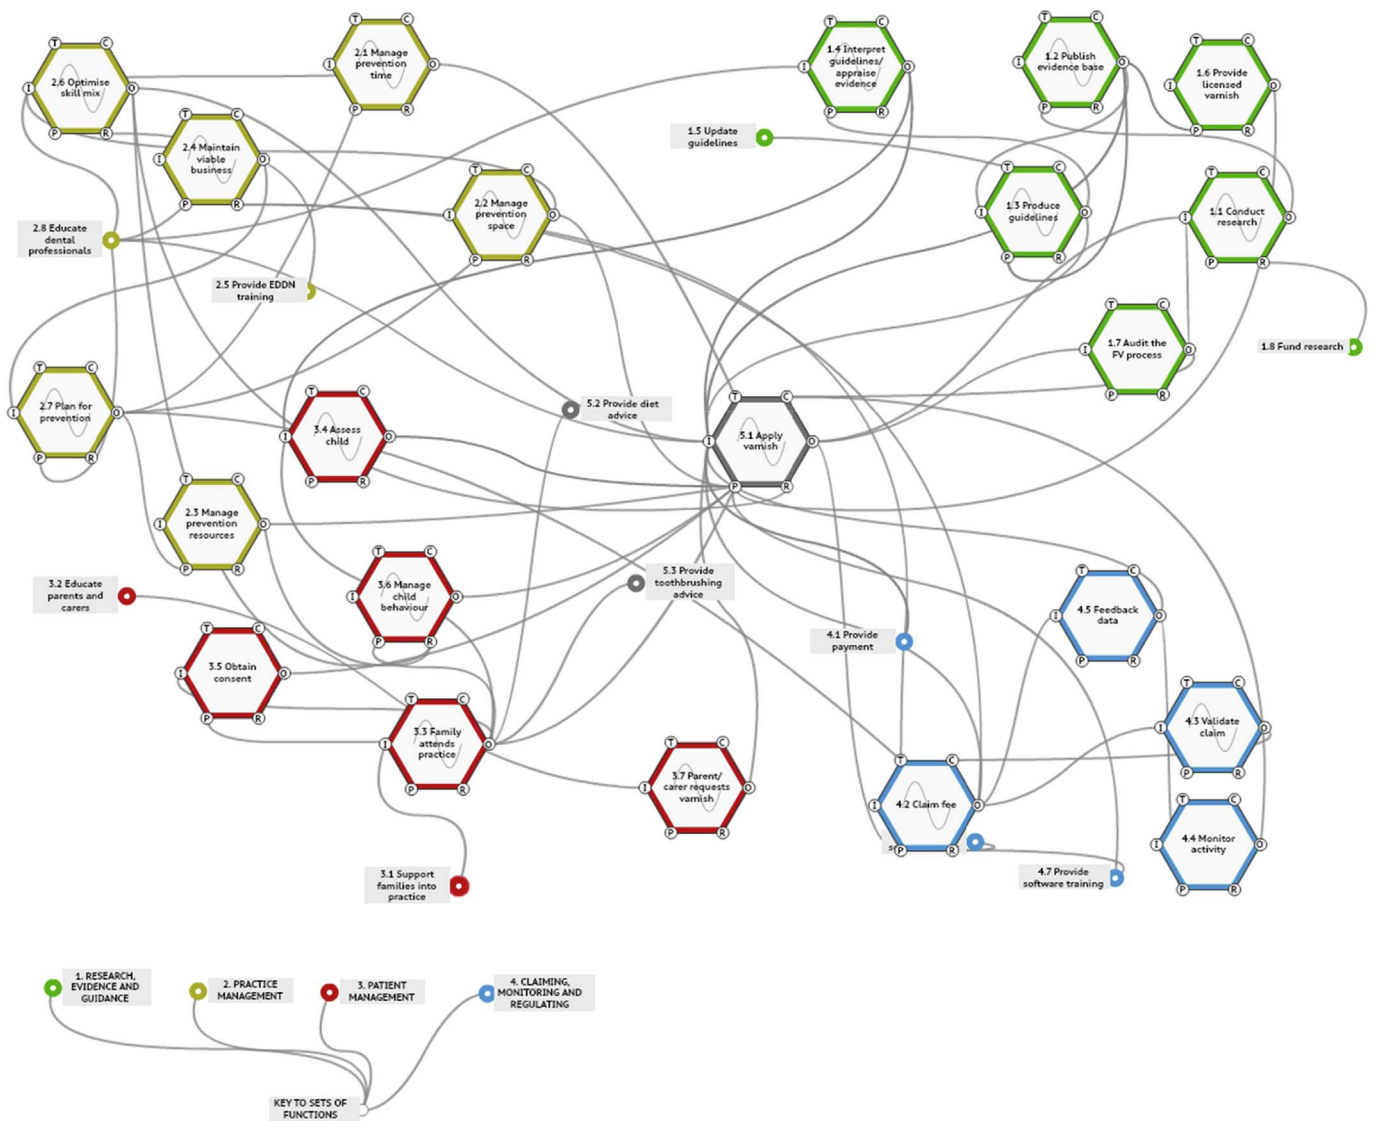 2.1 Manage
prevention
time
2.6 Optimise
skill mix
2.4 Maintain
viable
business
2.2 Manage
prevention
space
1.4 Interpret
guidelines/
appraise
evidence
1.2 Publish
evidence base
1.6 Provide
licensed
varnish
1.5 Update
guidelines
1.3 Produce
guidelines
1.1 Conduct
research
2.8 Educate
dental
professionals
2.5 Provide EDDN
training
1.7 Audit the
FV process
1.8 Fund research
2.7 Plan for
prevention
3.4 Assess
child
5.2 Provide diet
advice
5.1 Apply
varnish
2.3 Manage
prevention
resources
3.2 Educate
parents and
carers
3.6 Manage
child
behaviour
5.3 Provide
toothbrushing
advice
4.1 Provide
payment
4.5 Feedback
data
3.5 Obtain
consent
3.3 Family
attends
practice
3.7 Parent/
carer requests
varnish
4.2 Claim fee
4.3 Validate
claim
4.4 Monitor
activity
4.7 Provide
software training
3.1 Support
families into
practice
1. RESEARCH,
EVIDENCE AND
GUIDANCE
2. PRACTICE
MANAGEMENT
3. PATIENT
MANAGEMENT
4. CLAIMING,
MONITORING AND
REGULATING
KEY TO SETS OF
FUNCTIONS